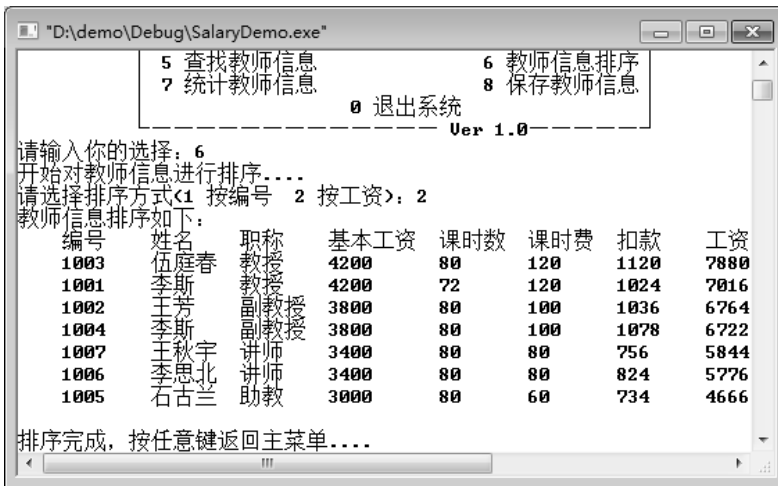 "D:\demo\Debug\SalaryDemo.exe"
5 查找教师信息 6 教师信息排序
7 统计教师信息 8 保存教师信息
0 退出系统
Ver 1.0
请输入你的选择：6
开始对教师信息进行排序....
请选择排序方式(1 按编号 2 按工资)：2
教师信息排序如下：
编号 姓名 职称 基本工资 课时数 课时费 扣款 工资
1003 伍庭春 教授 4200 80 120 1120 7880
1001 李斯 教授 4200 72 120 1024 7016
1002 王芳 副教授 3800 80 100 1036 6764
1004 李斯 副教授 3800 80 100 1078 6722
1007 王秋宇 讲师 3400 80 80 756 5844
1006 李思北 讲师 3400 80 80 824 5776
1005 石古兰 助教 3000 80 60 734 4666
排序完成，按任意键返回主菜单....